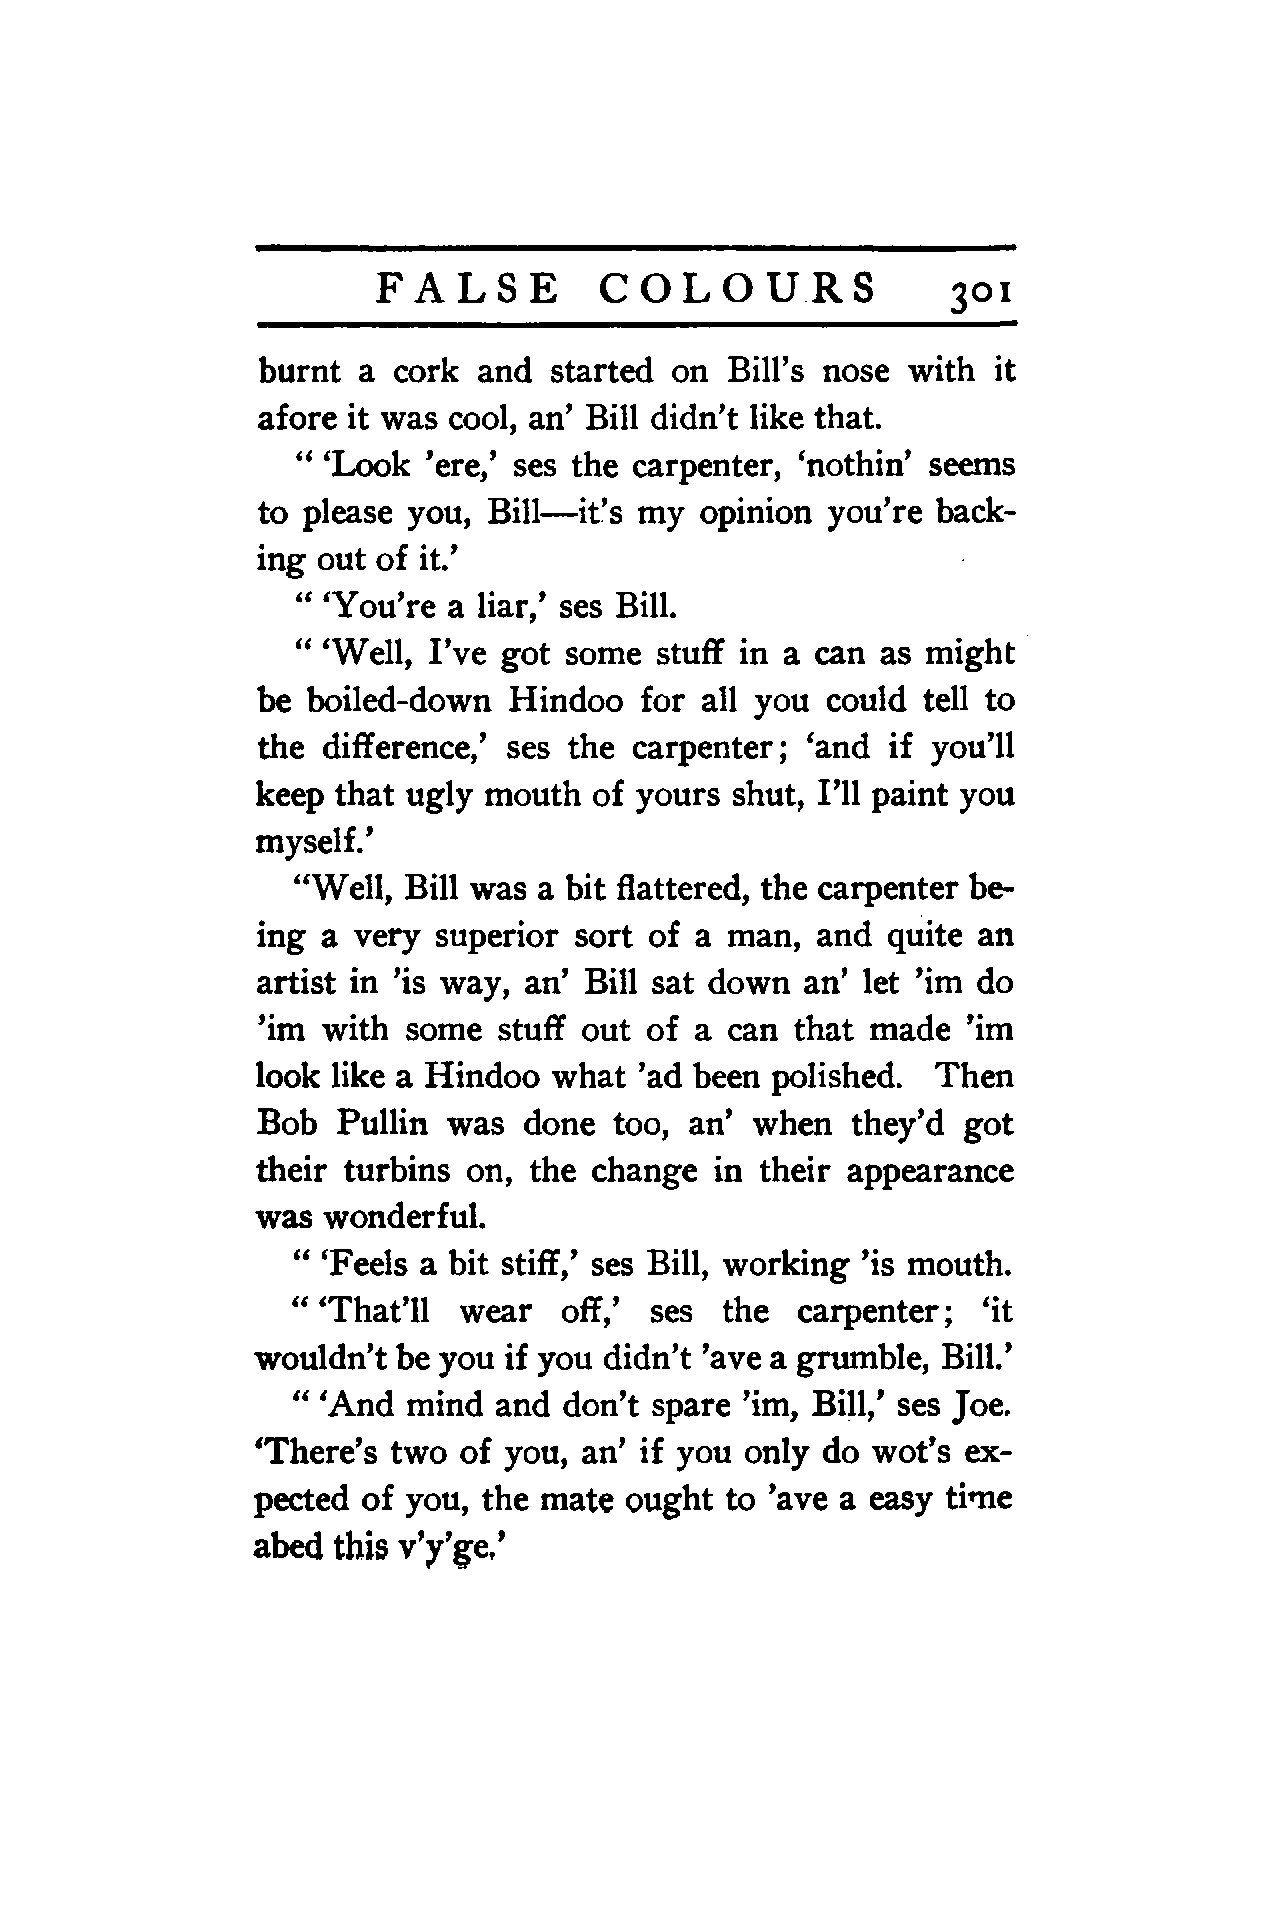 FALSE COLOURS 301
burnt a cork and started on Bill's nose with it
afore it was cool, an' Bill didn't like that.
" 'Look 'ere,' ses the carpenter, 'nothin' seems
to please you, Bill—it's my opinion you're back-
ing out of it.'
" 'You're a liar,' ses Bill.
" 'Well, I've got some stuff in a can as might
be boiled-down Hindoo for all you could tell to
the difference,' ses the carpenter; 'and if you'll
keep that ugly mouth of yours shut, I'll paint you
myself.'
"Well, Bill was a bit flattered, the carpenter be-
ing a very superior sort of a man, and quite an
artist in 'is way, an' Bill sat down an' let 'im do
'im with some stuff out of a can that made 'im
look like a Hindoo what 'ad been polished. Then
Bob Pullin was done too, an' when they'd got
their turbins on, the change in their appearance
was wonderful.
" 'Feels a bit stiff,' ses Bill, working 'is mouth.
" 'That'll wear off,' ses the carpenter; 'it
wouldn't be you if you didn't 'ave a grumble, Bill.'
" 'And mind and don't spare 'im, Bill,' ses Joe.
'There's two of you, an' if you only do wot's ex-
pected of you, the mate ought to 'ave a easy time
abed this v'y'ge.'